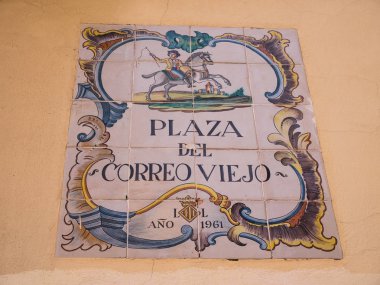 PLAZA
DEL
CORREO VIEJO
L L
AÑO 1961